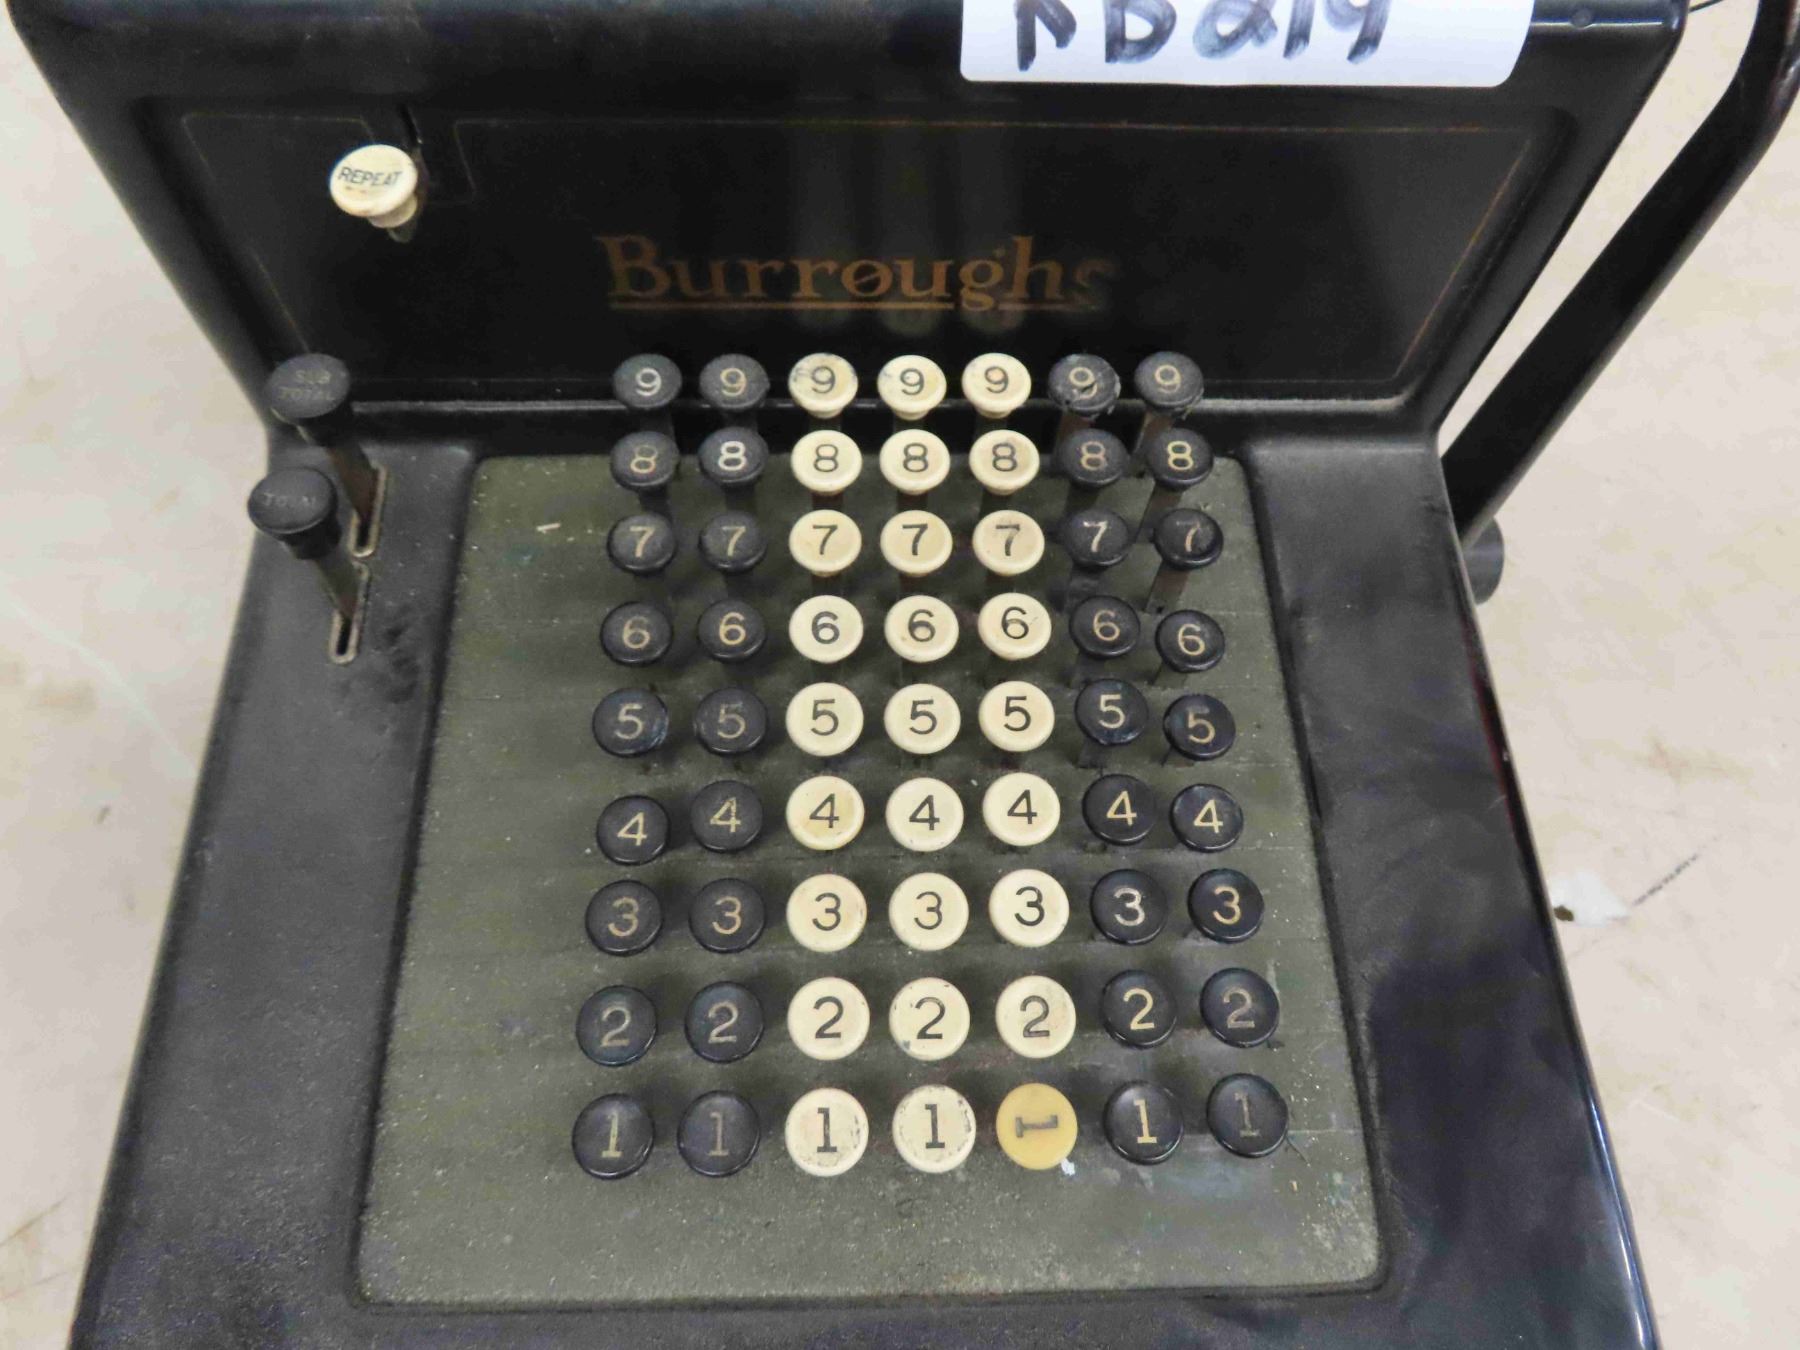 REPEAT
Burroughs
SUB
TOTAL
TOTAL
9 9 9 9 9 9 9
8 8 8 8 8 8 8
7 7 7 7 7 7 7
6 6 6 6 6 6 6
5 5 5 5 5 5 5
4 4 4 4 4 4 4
3 3 3 3 3 3 3
2 2 2 2 2 2 2
1 1 1 1 1 1 1